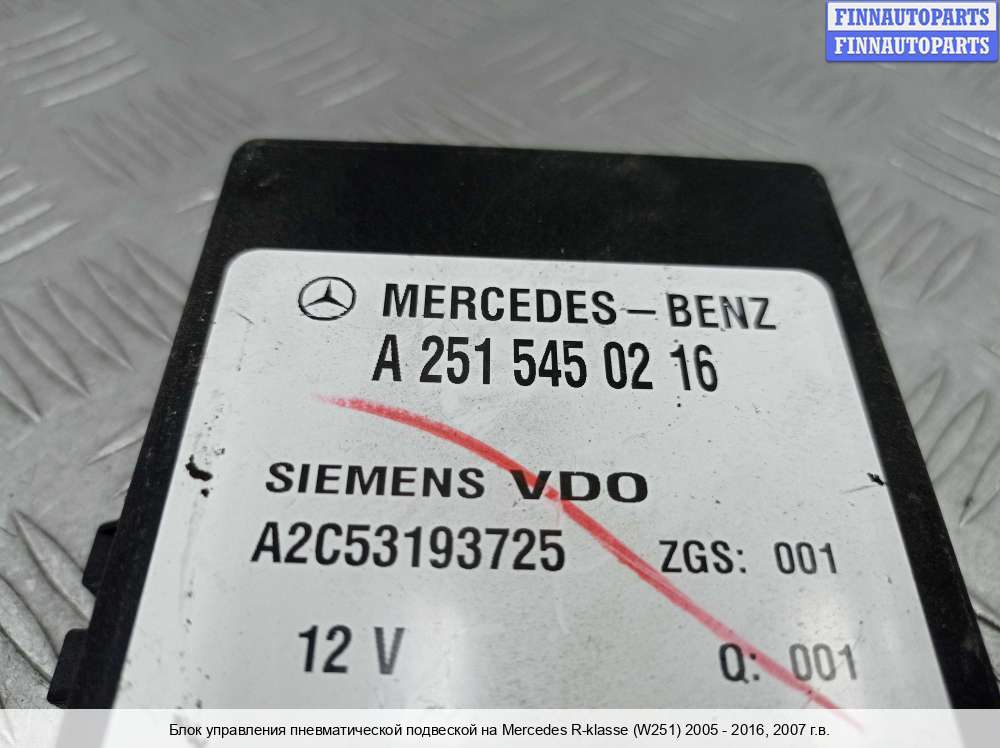 FINNAUTOPARTS
FINNAUTOPARTS
MERCEDES-BENZ
A 251 545 02 16
SIEMENS VDO
A2C53193725 ZGS: 001
12 V Q: 001
Блок управления пневматической подвеской на Mercedes R-klasse (W251) 2005 - 2016, 2007 г.в.